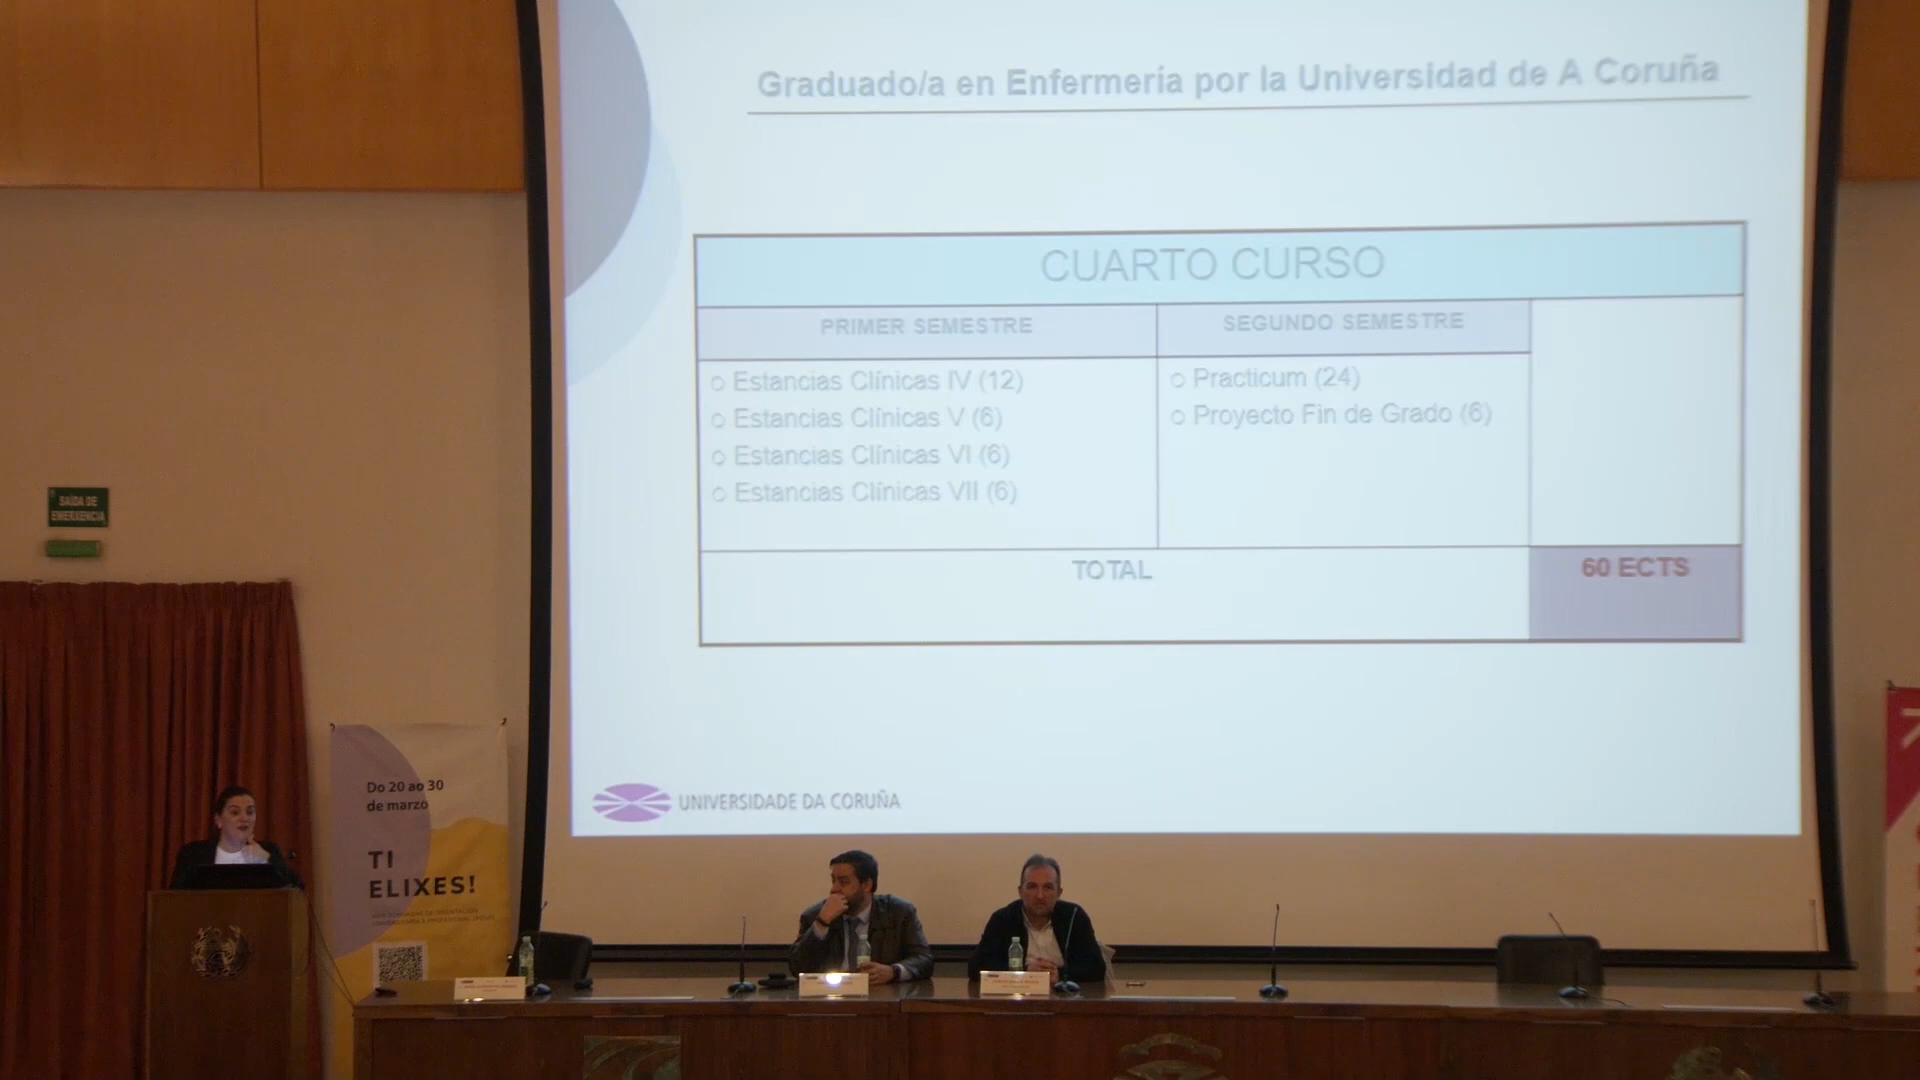 Graduado/a en Enfermería por la Universidad de A Coruña
CUARTO CURSO
PRIMER SEMESTRE
SEGUNDO SEMESTRE
Estancias Clínicas IV (12)
Estancias Clínicas V (6)
Estancias Clínicas VI (6)
Estancias Clínicas VII (6)
Practicum (24)
Proyecto Fin de Grado (6)
TOTAL
60 ECTS
UNIVERSIDADE DA CORUÑA
SAÍDA DE
EMERXENCIA
Do 20 ao 30
de marzo
TI
ELIXES!